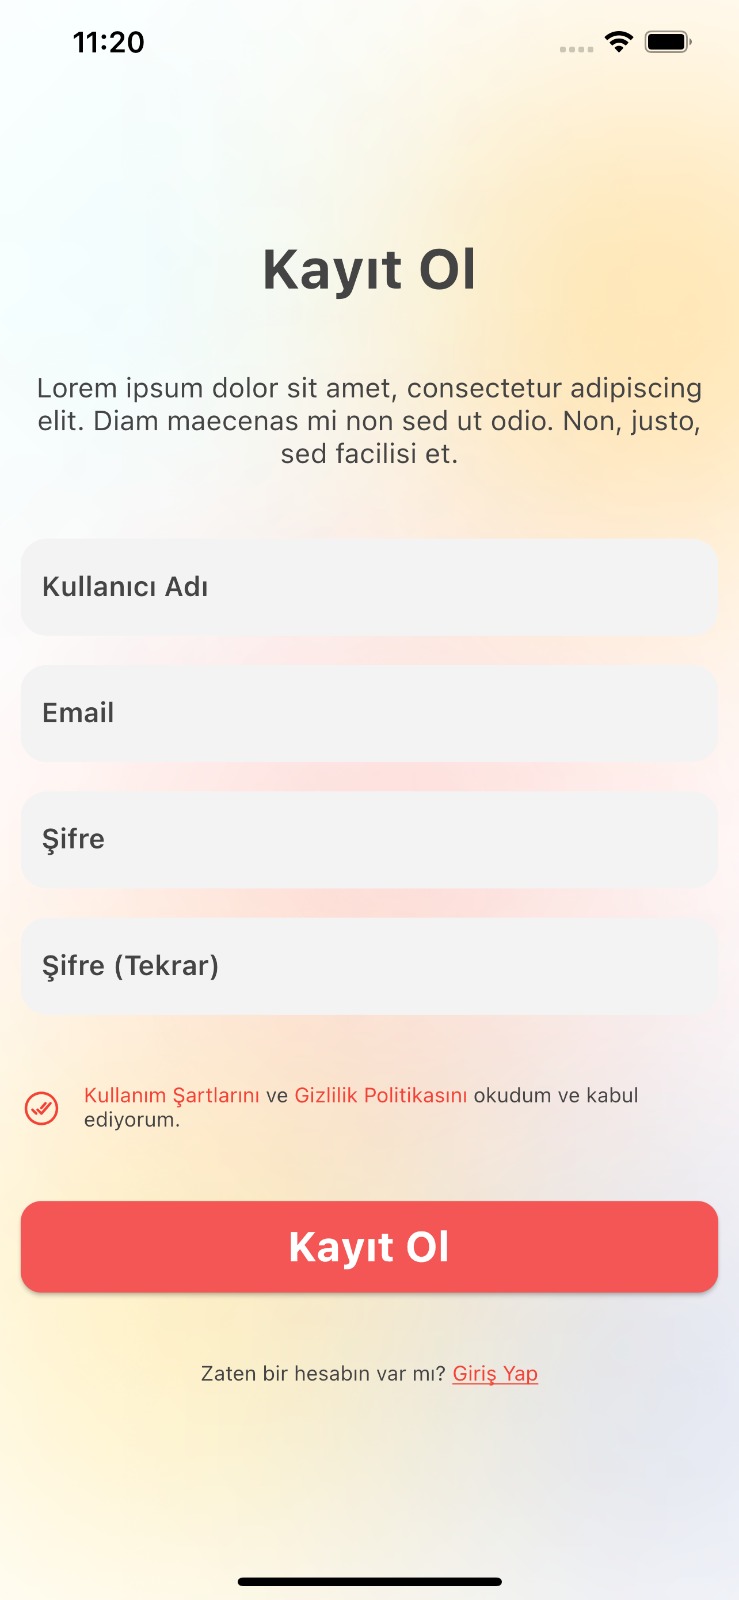 11:20
Kayıt Ol
Lorem ipsum dolor sit amet, consectetur adipiscing
elit. Diam maecenas mi non sed ut odio. Non, justo,
sed facilisi et.
Kullanıcı Adı
Email
Şifre
Şifre (Tekrar)
Kullanım Şartlarını ve Gizlilik Politikasını okudum ve kabul
ediyorum.
Kayıt Ol
Zaten bir hesabın var mı? Giriş Yap